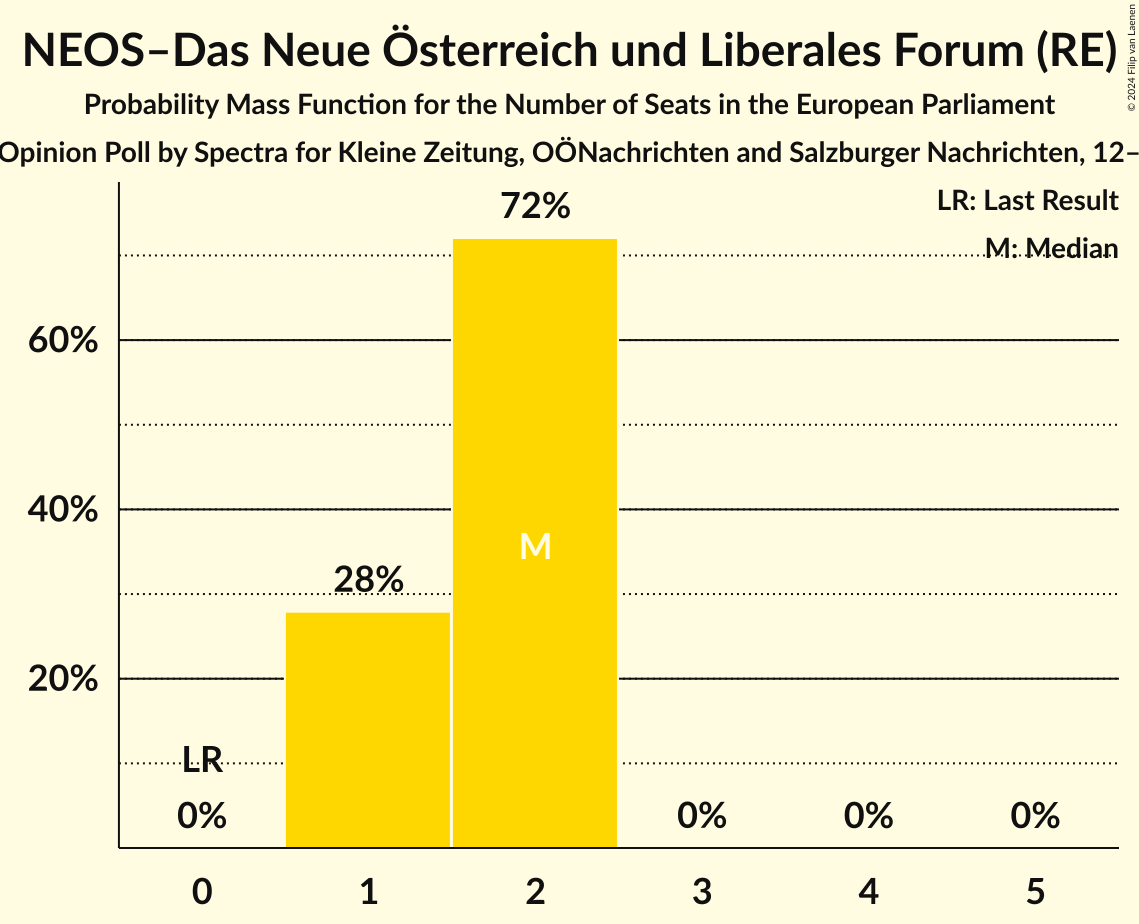 NEOS–Das Neue Österreich und Liberales Forum (RE)
© 2024 Filip van Laenen
Probability Mass Function for the Number of Seats in the European Parliament
Opinion Poll by Spectra for Kleine Zeitung, OÖNachrichten and Salzburger Nachrichten, 12–
LR: Last Result
M: Median
72%
60%
40%
M
28%
20%
LR
0%
0%
0%
0%
0 1 2 3 4 5